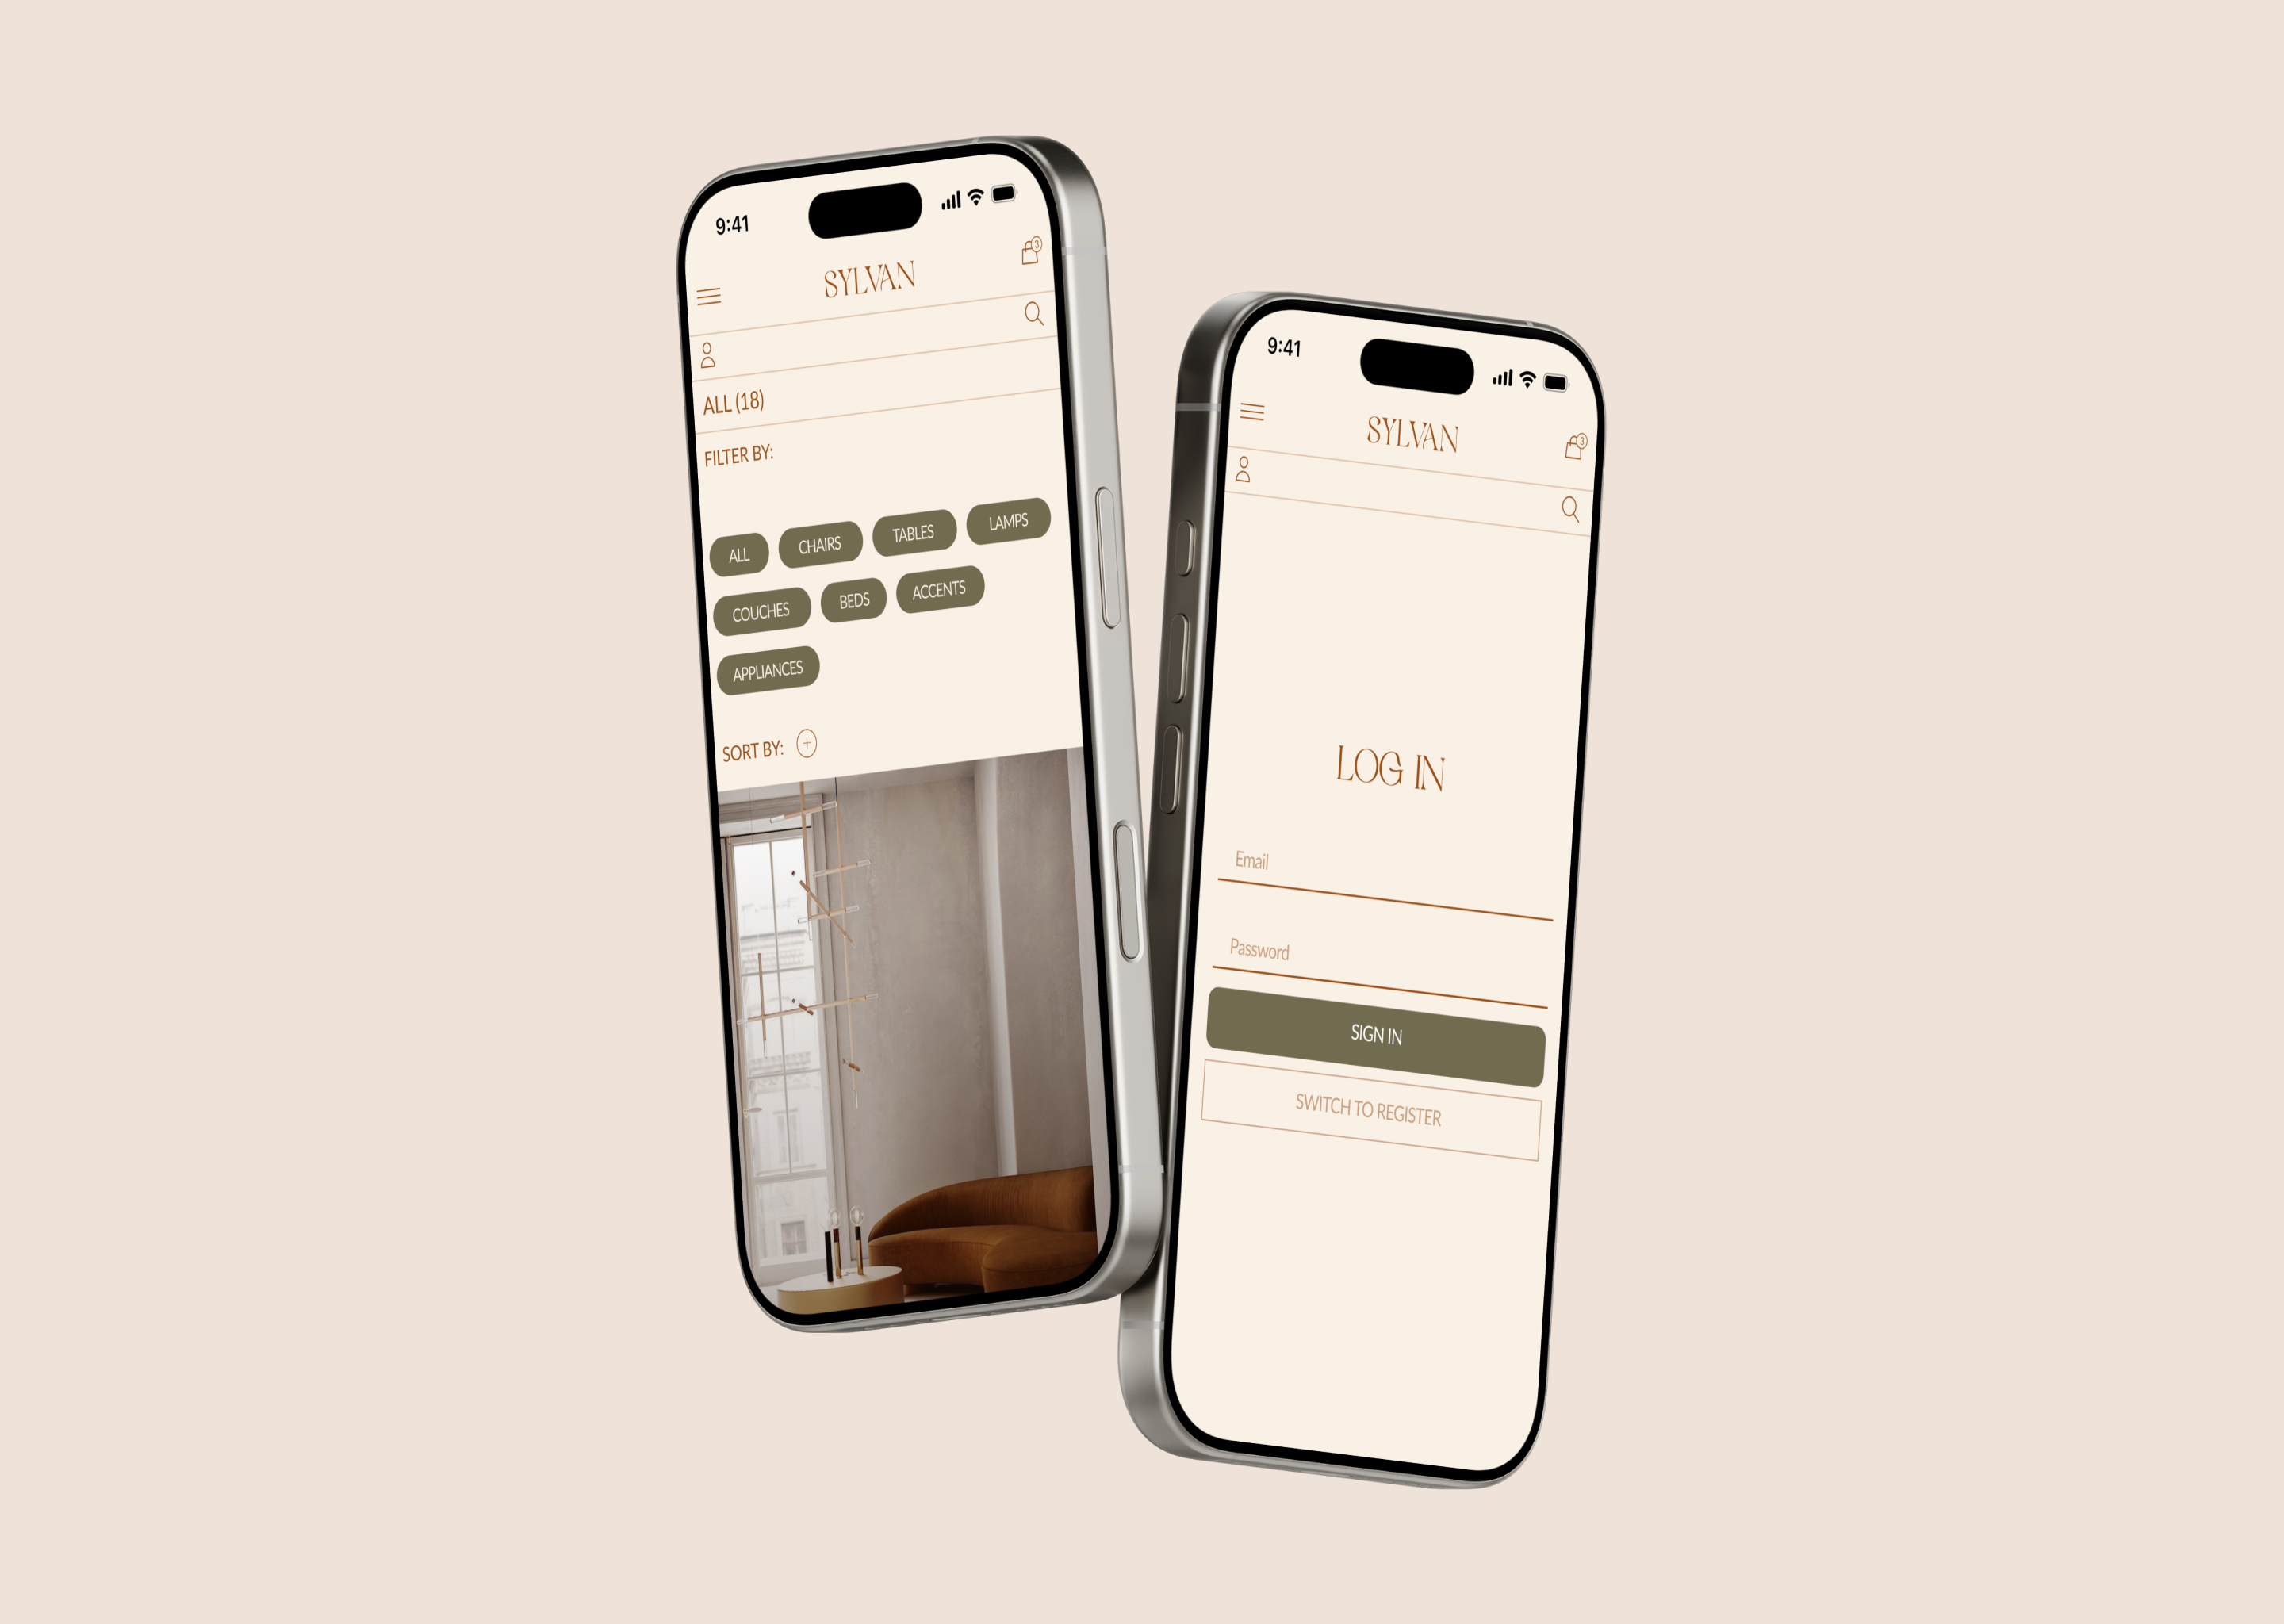 9:41
3
SYLVAN
ALL (18)
FILTER BY:
ALL CHAIRS TABLES LAMPS
COUCHES BEDS ACCENTS
APPLIANCES
SORT BY:
9:41
SYLVAN
3
LOG IN
Email
Password
SIGN IN
SWITCH TO REGISTER